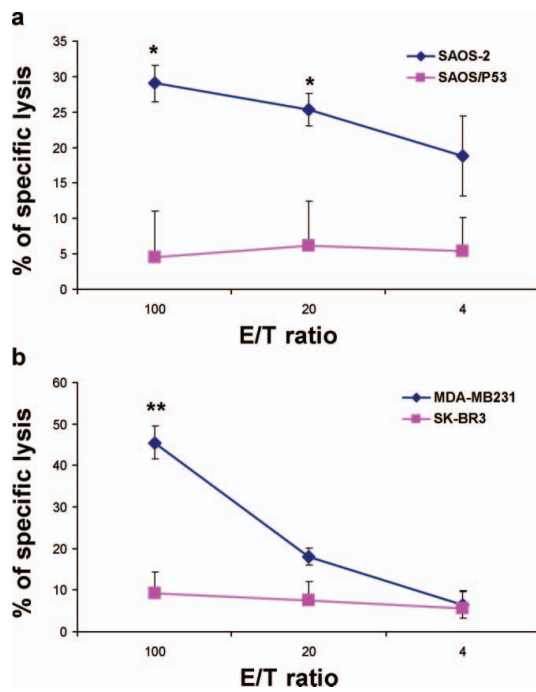 a
% of specific lysis
35
30
25
20
15
10
5
0
*
*
SAOS-2
SAOS/P53
100
20
4
E/T ratio
b
% of specific lysis
60
50
40
30
20
10
0
**
MDA-MB231
SK-BR3
100
20
4
E/T ratio